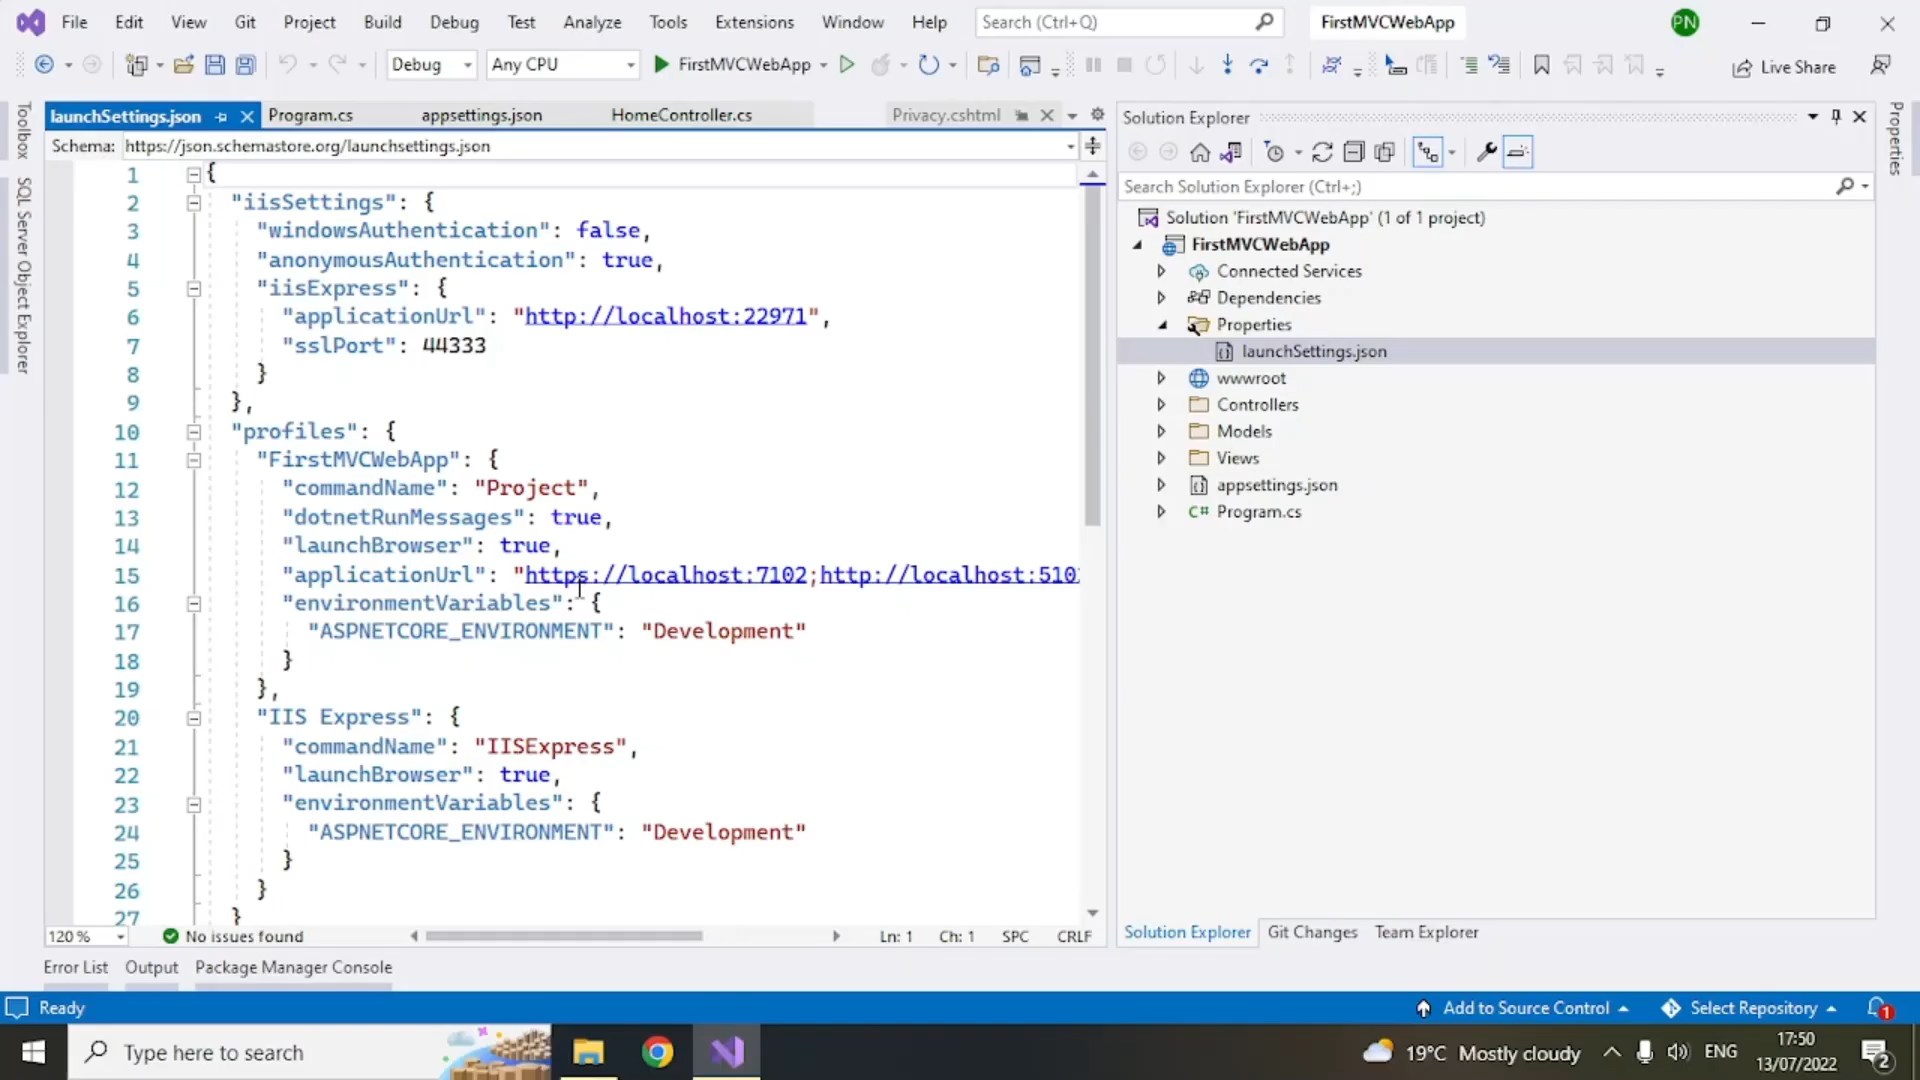 File Edit View Git Project Build Debug Test Analyze Tools Extensions Window Help Search (Ctrl+Q) FirstMVCWebApp PN
Debug Any CPU FirstMVCWebApp Live Share
launchSettings.json Program.cs appsettings.json HomeController.cs Privacy.cshtml
Schema: https://json.schemastore.org/launchsettings.json
1 {
2 "iisSettings": {
3 "windowsAuthentication": false,
4 "anonymousAuthentication": true,
5 "iisExpress": {
6 "applicationUrl": "http://localhost:22971",
7 "sslPort": 44333
8 }
9 },
10 "profiles": {
11 "FirstMVCWebApp": {
12 "commandName": "Project",
13 "dotnetRunMessages": true,
14 "launchBrowser": true,
15 "applicationUrl": "https://localhost:7102;http://localhost:510
16 "environmentVariables": {
17 "ASPNETCORE_ENVIRONMENT": "Development"
18 }
19 },
20 "IIS Express": {
21 "commandName": "IISExpress",
22 "launchBrowser": true,
23 "environmentVariables": {
24 "ASPNETCORE_ENVIRONMENT": "Development"
25 }
26 }
27 }
120 % No issues found Ln: 1 Ch: 1 SPC CRLF
Error List Output Package Manager Console
Toolbox
SQL Server Object Explorer
Solution Explorer
Search Solution Explorer (Ctrl+;)
Solution 'FirstMVCWebApp' (1 of 1 project)
FirstMVCWebApp
Connected Services
Dependencies
Properties
launchSettings.json
wwwroot
Controllers
Models
Views
appsettings.json
C# Program.cs
Solution Explorer Git Changes Team Explorer
Properties
Ready Add to Source Control Select Repository 1
Type here to search 19°C Mostly cloudy ENG 17:50
13/07/2022 2